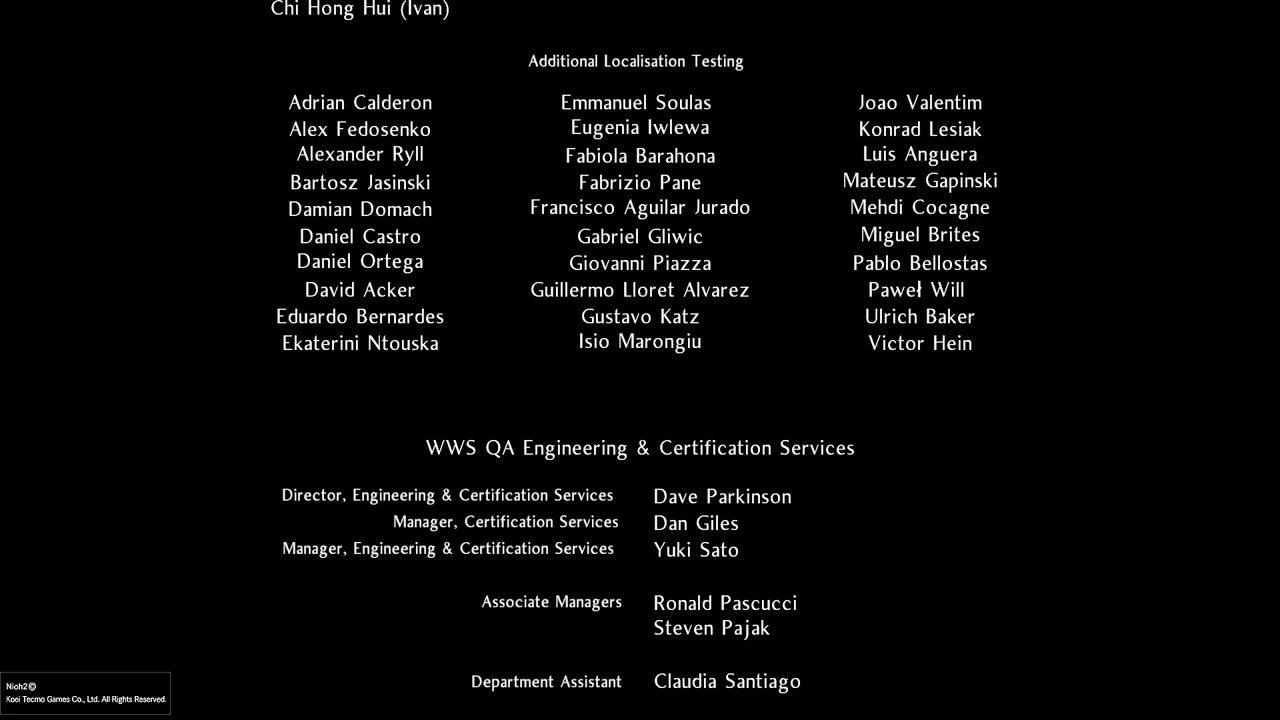 Chi Hong Hui (Ivan)
Additional Localisation Testing
Adrian Calderon
Alex Fedosenko
Alexander Ryll
Bartosz Jasinski
Damian Domach
Daniel Castro
Daniel Ortega
David Acker
Eduardo Bernardes
Ekaterini Ntouska
Emmanuel Soulas
Eugenia Iwlewa
Fabiola Barahona
Fabrizio Pane
Francisco Aguilar Jurado
Gabriel Gliwic
Giovanni Piazza
Guillermo Lloret Alvarez
Gustavo Katz
Isio Marongiu
Joao Valentim
Konrad Lesiak
Luis Anguera
Mateusz Gapinski
Mehdi Cocagne
Miguel Brites
Pablo Bellostas
Paweł Will
Ulrich Baker
Victor Hein
WWS QA Engineering & Certification Services
Director, Engineering & Certification Services Dave Parkinson
Manager, Certification Services Dan Giles
Manager, Engineering & Certification Services Yuki Sato
Associate Managers Ronald Pascucci
Steven Pajak
Department Assistant Claudia Santiago
Nioh2©
Koei Tecmo Games Co., Ltd. All Rights Reserved.